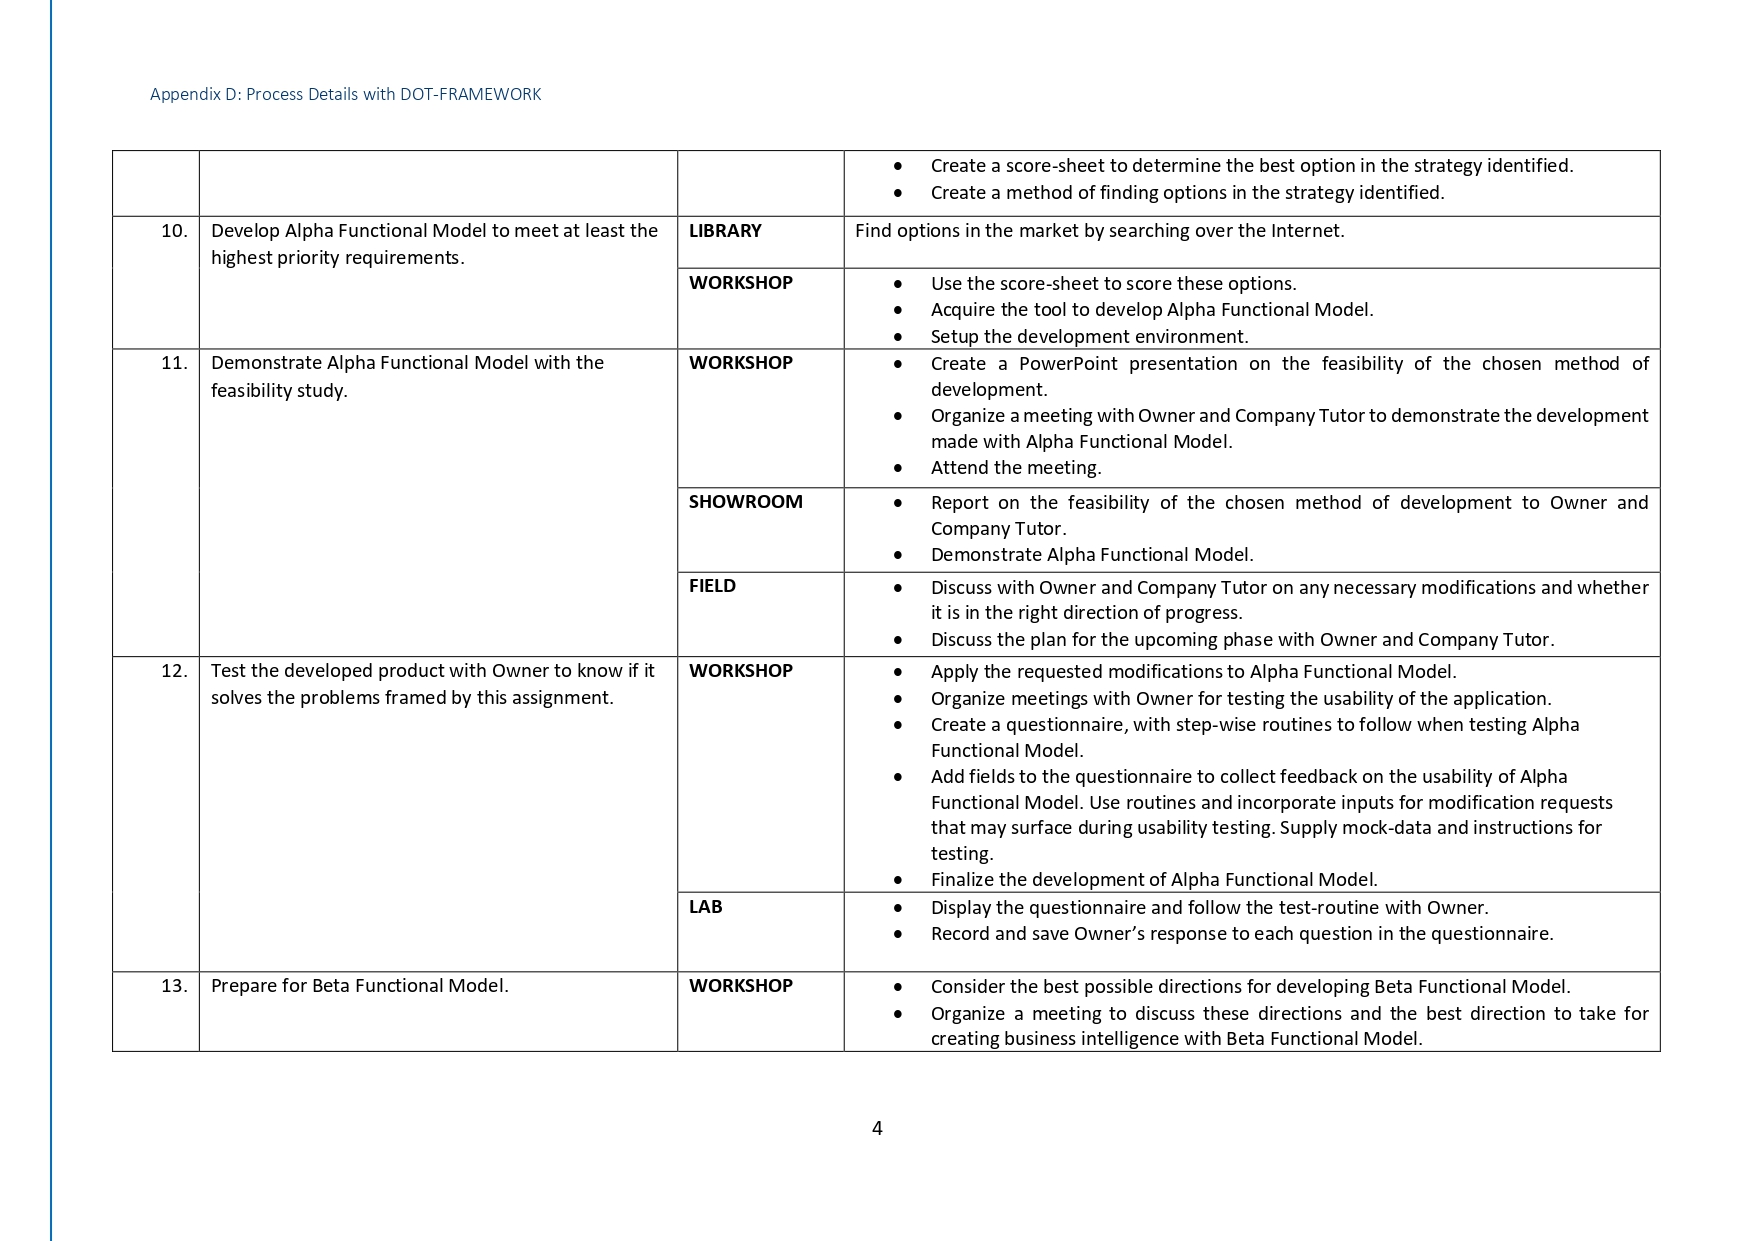 Appendix D: Process Details with DOT-FRAMEWORK
• Create a score-sheet to determine the best option in the strategy identified.
• Create a method of finding options in the strategy identified.
10. Develop Alpha Functional Model to meet at least the
highest priority requirements.
LIBRARY
Find options in the market by searching over the Internet.
WORKSHOP
• Use the score-sheet to score these options.
• Acquire the tool to develop Alpha Functional Model.
• Setup the development environment.
11. Demonstrate Alpha Functional Model with the
feasibility study.
WORKSHOP
• Create a PowerPoint presentation on the feasibility of the chosen method of
development.
• Organize a meeting with Owner and Company Tutor to demonstrate the development
made with Alpha Functional Model.
• Attend the meeting.
SHOWROOM
• Report on the feasibility of the chosen method of development to Owner and
Company Tutor.
• Demonstrate Alpha Functional Model.
FIELD
• Discuss with Owner and Company Tutor on any necessary modifications and whether
it is in the right direction of progress.
• Discuss the plan for the upcoming phase with Owner and Company Tutor.
12. Test the developed product with Owner to know if it
solves the problems framed by this assignment.
WORKSHOP
• Apply the requested modifications to Alpha Functional Model.
• Organize meetings with Owner for testing the usability of the application.
• Create a questionnaire, with step-wise routines to follow when testing Alpha
Functional Model.
• Add fields to the questionnaire to collect feedback on the usability of Alpha
Functional Model. Use routines and incorporate inputs for modification requests
that may surface during usability testing. Supply mock-data and instructions for
testing.
• Finalize the development of Alpha Functional Model.
LAB
• Display the questionnaire and follow the test-routine with Owner.
• Record and save Owner’s response to each question in the questionnaire.
13. Prepare for Beta Functional Model.
WORKSHOP
• Consider the best possible directions for developing Beta Functional Model.
• Organize a meeting to discuss these directions and the best direction to take for
creating business intelligence with Beta Functional Model.
4